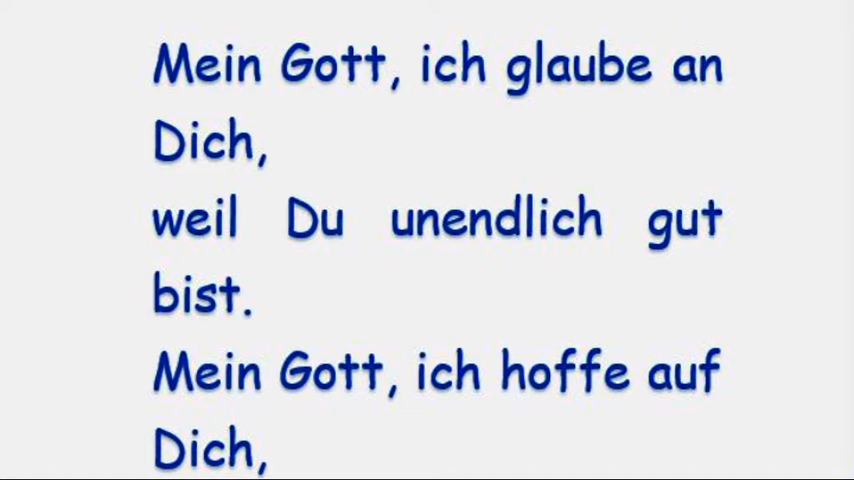 Mein Gott, ich glaube an
Dich,
weil Du unendlich gut
bist.
Mein Gott, ich hoffe auf
Dich,